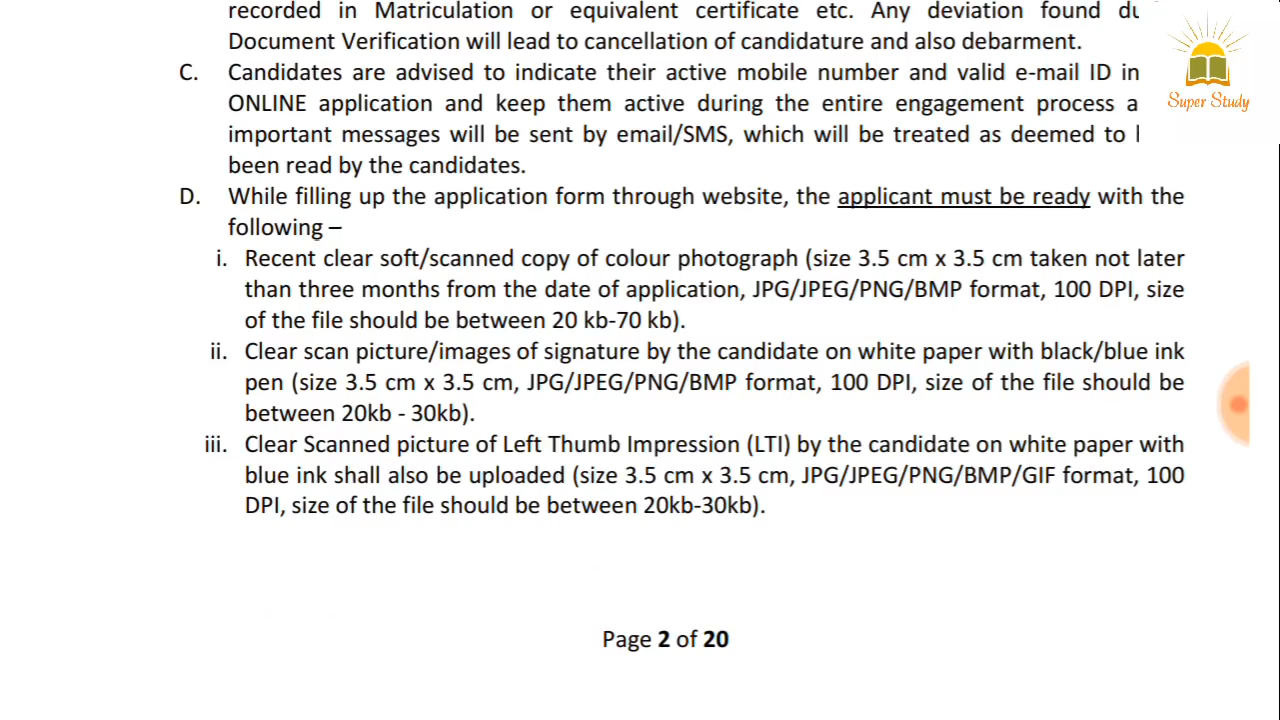 recorded in Matriculation or equivalent certificate etc. Any deviation found
Document Verification will lead to cancellation of candidature and also debarment.
C. Candidates are advised to indicate their active mobile number and valid e-mail ID in
ONLINE application and keep them active during the entire engagement process
important messages will be sent by email/SMS, which will be treated as deemed to
been read by the candidates.
D. While filling up the application form through website, the applicant must be ready with the
following –
i. Recent clear soft/scanned copy of colour photograph (size 3.5 cm x 3.5 cm taken not later
than three months from the date of application, JPG/JPEG/PNG/BMP format, 100 DPI, size
of the file should be between 20 kb-70 kb).
ii. Clear scan picture/images of signature by the candidate on white paper with black/blue ink
pen (size 3.5 cm x 3.5 cm, JPG/JPEG/PNG/BMP format, 100 DPI, size of the file should be
between 20kb - 30kb).
iii. Clear Scanned picture of Left Thumb Impression (LTI) by the candidate on white paper with
blue ink shall also be uploaded (size 3.5 cm x 3.5 cm, JPG/JPEG/PNG/BMP/GIF format, 100
DPI, size of the file should be between 20kb-30kb).
Page 2 of 20
Super Study